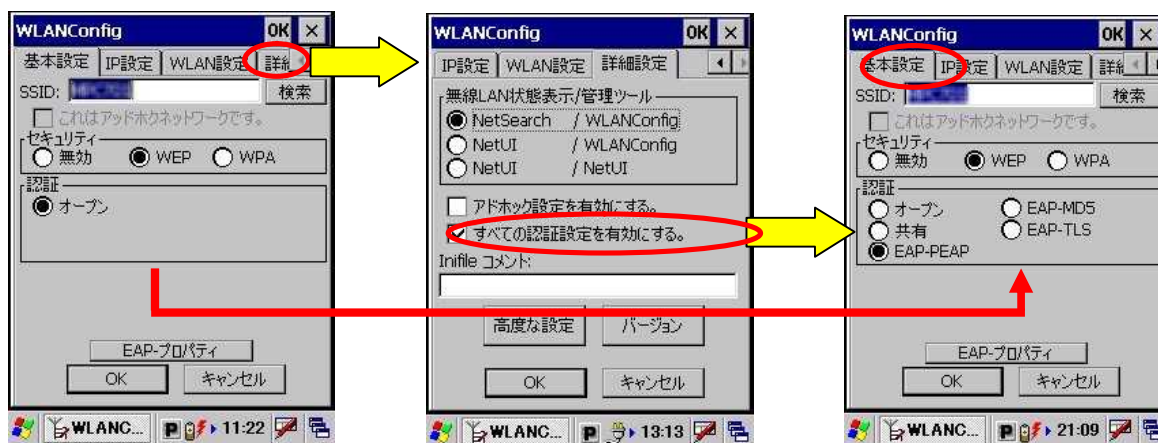 WLANConfig OK ×
基本設定 IP設定 WLAN設定 詳細
SSID: 検索
これはアッドホクネットワークです。
セキュリティ
無効 WEP WPA
認証
オープン
EAP-プロパティ
OK キャンセル
WLANC... P 11:22
WLANConfig OK ×
IP設定 WLAN設定 詳細設定
無線LAN状態表示/管理ツール
NetSearch / WLANConfig
NetUI / WLANConfig
NetUI / NetUI
アドホック設定を有効にする。
すべての認証設定を有効にする。
Inifile コメント:
高度な設定 バージョン
OK キャンセル
WLANC... P 13:13
WLANConfig OK ×
基本設定 IP設定 WLAN設定 詳細
SSID: 検索
これはアッドホクネットワークです。
セキュリティ
無効 WEP WPA
認証
オープン EAP-MD5
共有 EAP-TLS
EAP-PEAP
EAP-プロパティ
OK キャンセル
WLANC... P 21:09